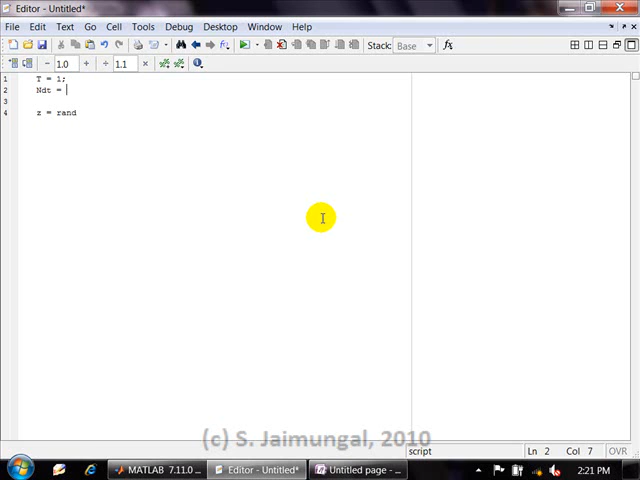 Editor - Untitled*
File Edit Text Go Cell Tools Debug Desktop Window Help
Stack: Base fx
− 1.0 + ÷ 1.1 ×
1 T = 1;
2 Ndt =
3
4 z = rand
(c) S. Jaimungal, 2010
script Ln 2 Col 7 OVR
MATLAB 7.11.0 ... Editor - Untitled* Untitled page - ... 2:21 PM